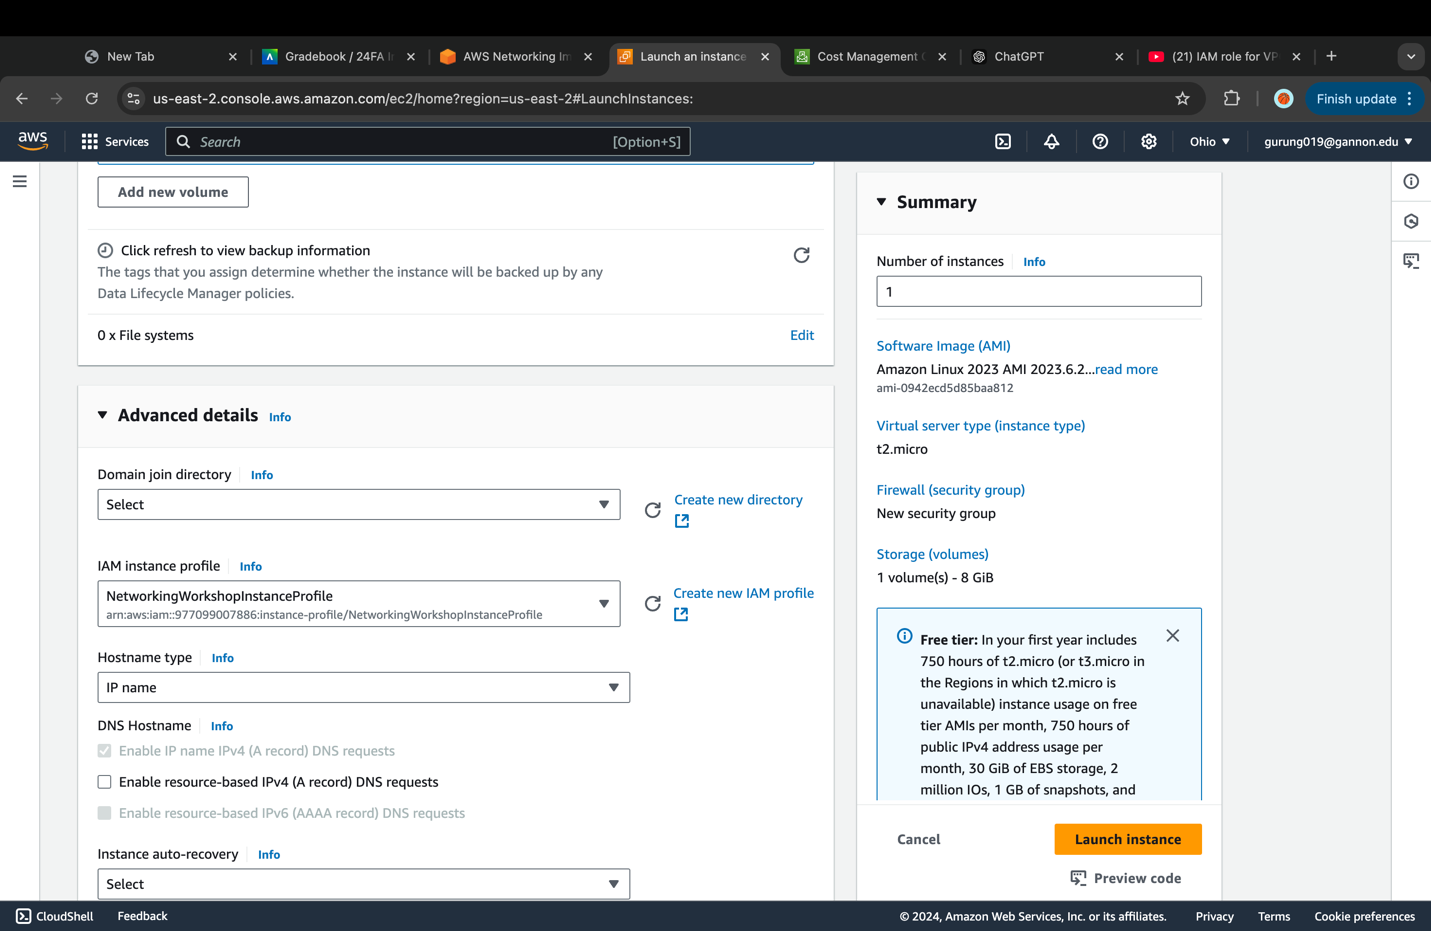 New Tab
Gradebook / 24FA I
AWS Networking Im
Launch an instance
Cost Management
ChatGPT
(21) IAM role for VP
us-east-2.console.aws.amazon.com/ec2/home?region=us-east-2#LaunchInstances:
Finish update
aws
Services
Search
[Option+S]
Ohio
gurung019@gannon.edu
Add new volume
Click refresh to view backup information
The tags that you assign determine whether the instance will be backed up by any
Data Lifecycle Manager policies.
0 x File systems
Edit
Advanced details Info
Domain join directory Info
Select
Create new directory
IAM instance profile Info
NetworkingWorkshopInstanceProfile
arn:aws:iam::977099007886:instance-profile/NetworkingWorkshopInstanceProfile
Create new IAM profile
Hostname type Info
IP name
DNS Hostname Info
Enable IP name IPv4 (A record) DNS requests
Enable resource-based IPv4 (A record) DNS requests
Enable resource-based IPv6 (AAAA record) DNS requests
Instance auto-recovery Info
Select
Summary
Number of instances Info
1
Software Image (AMI)
Amazon Linux 2023 AMI 2023.6.2...read more
ami-0942ecd5d85baa812
Virtual server type (instance type)
t2.micro
Firewall (security group)
New security group
Storage (volumes)
1 volume(s) - 8 GiB
Free tier: In your first year includes
750 hours of t2.micro (or t3.micro in
the Regions in which t2.micro is
unavailable) instance usage on free
tier AMIs per month, 750 hours of
public IPv4 address usage per
month, 30 GiB of EBS storage, 2
million IOs, 1 GB of snapshots, and
Cancel
Launch instance
Preview code
CloudShell
Feedback
© 2024, Amazon Web Services, Inc. or its affiliates.
Privacy
Terms
Cookie preferences